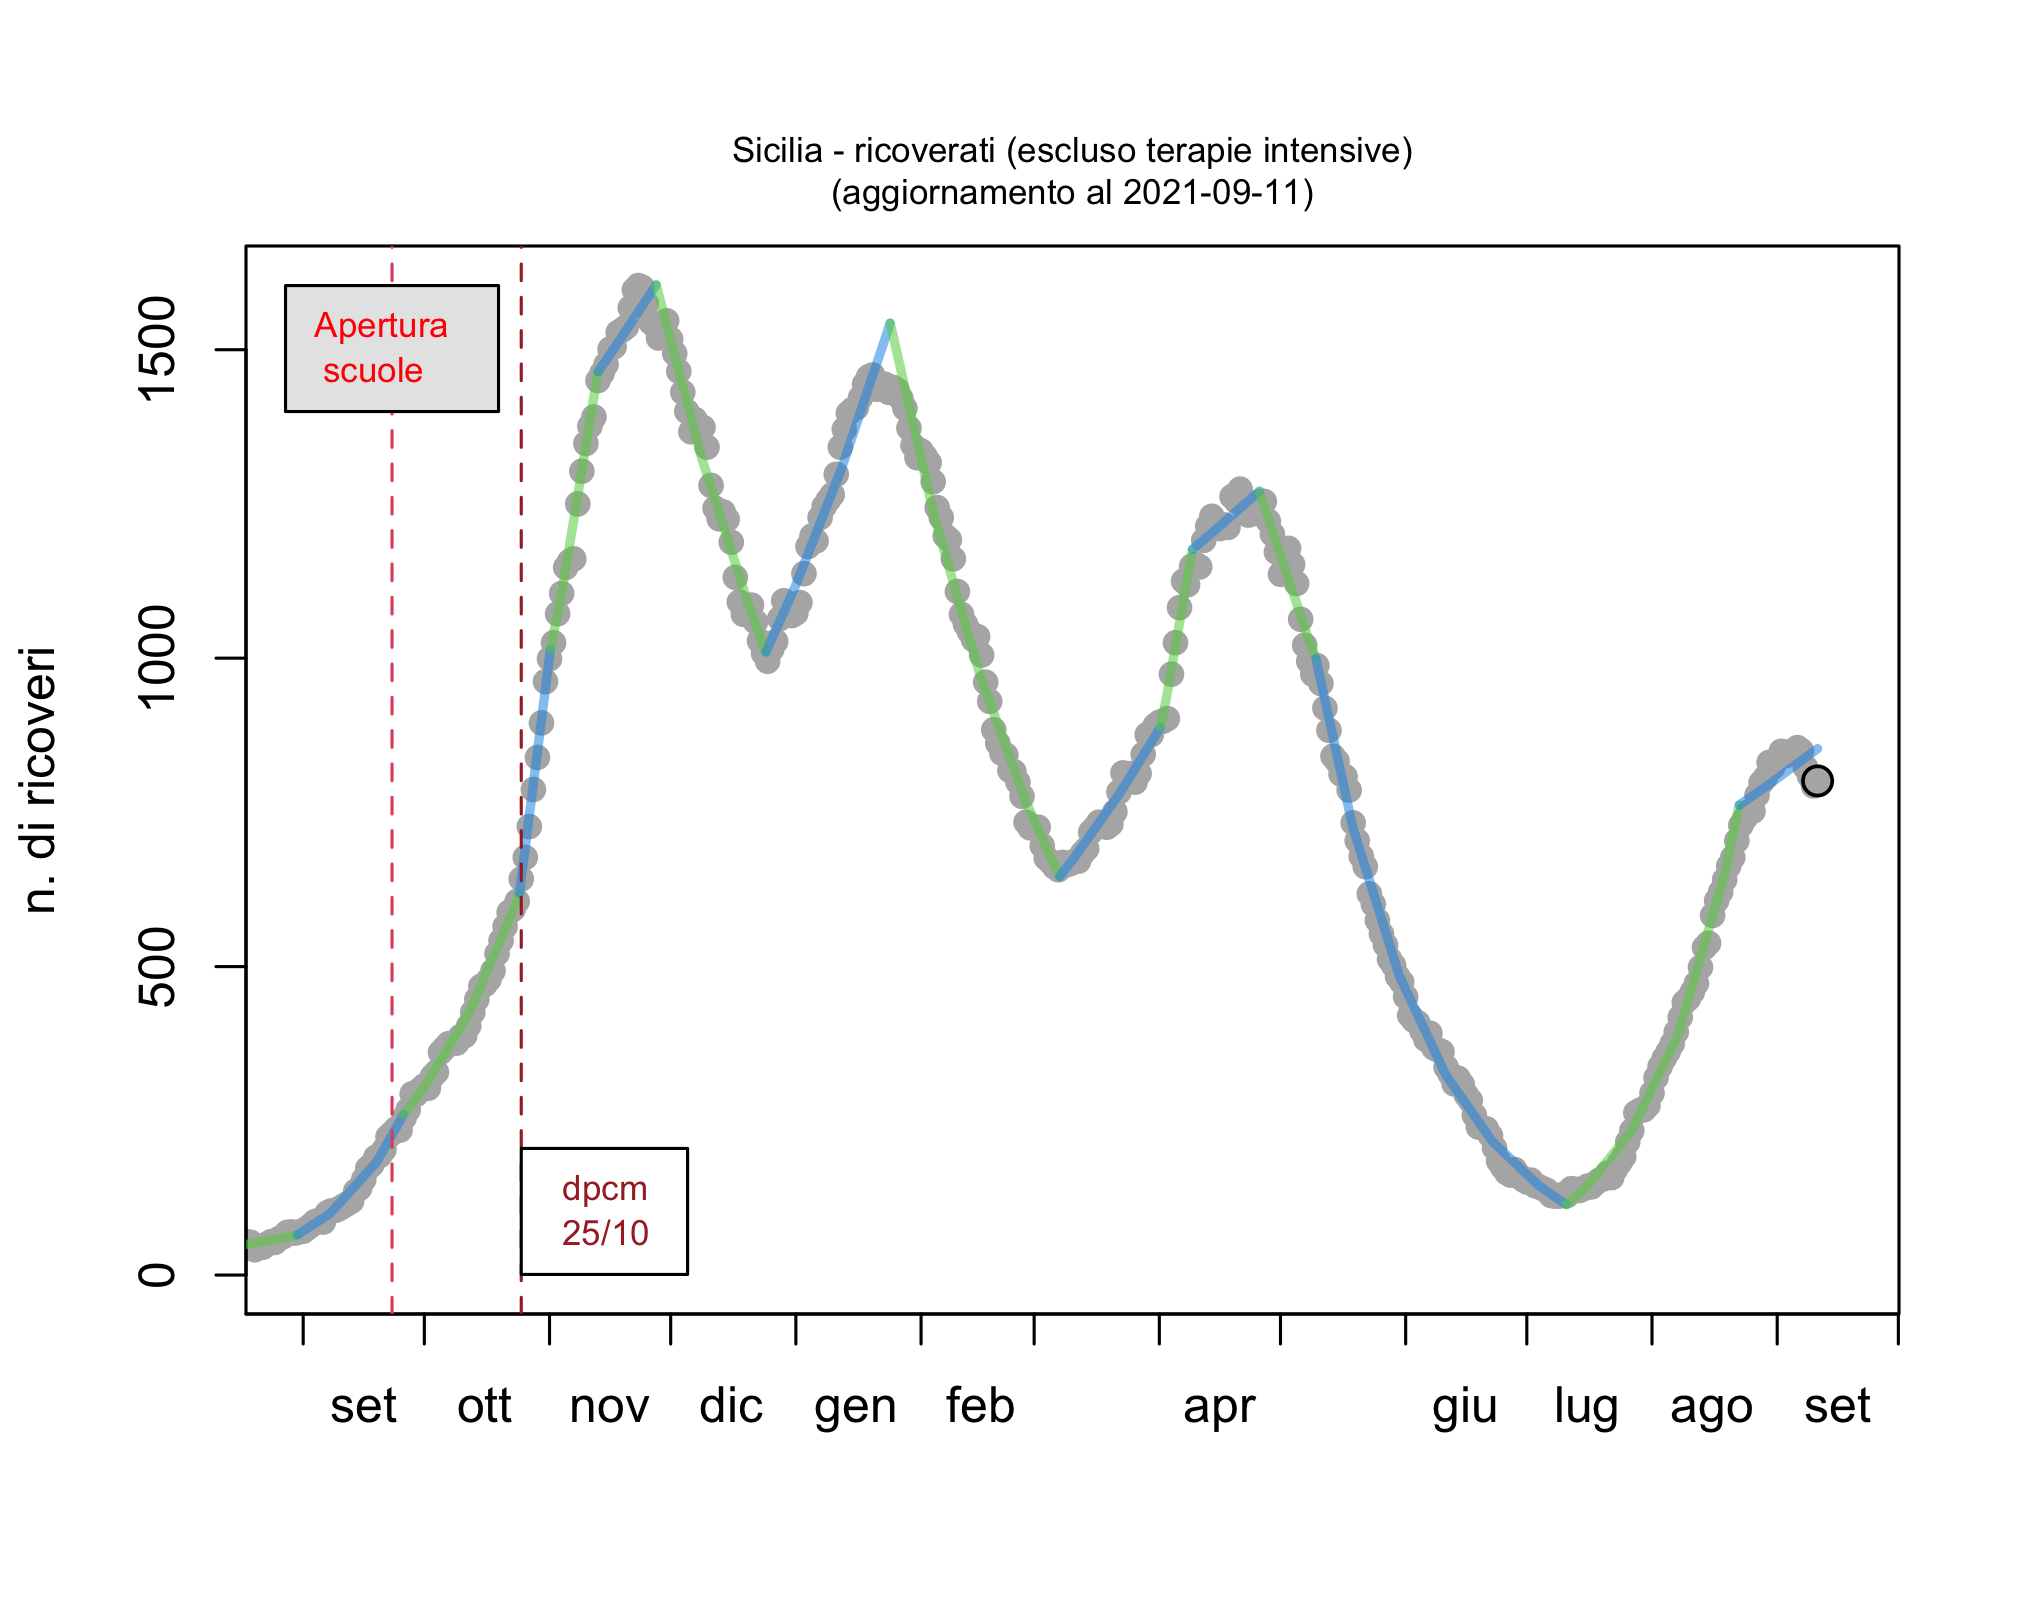 Sicilia - ricoverati (escluso terapie intensive)
(aggiornamento al 2021-09-11)
n. di ricoveri
1500
1000
500
0
Apertura
scuole
dpcm
25/10
set ott nov dic gen feb apr giu lug ago set